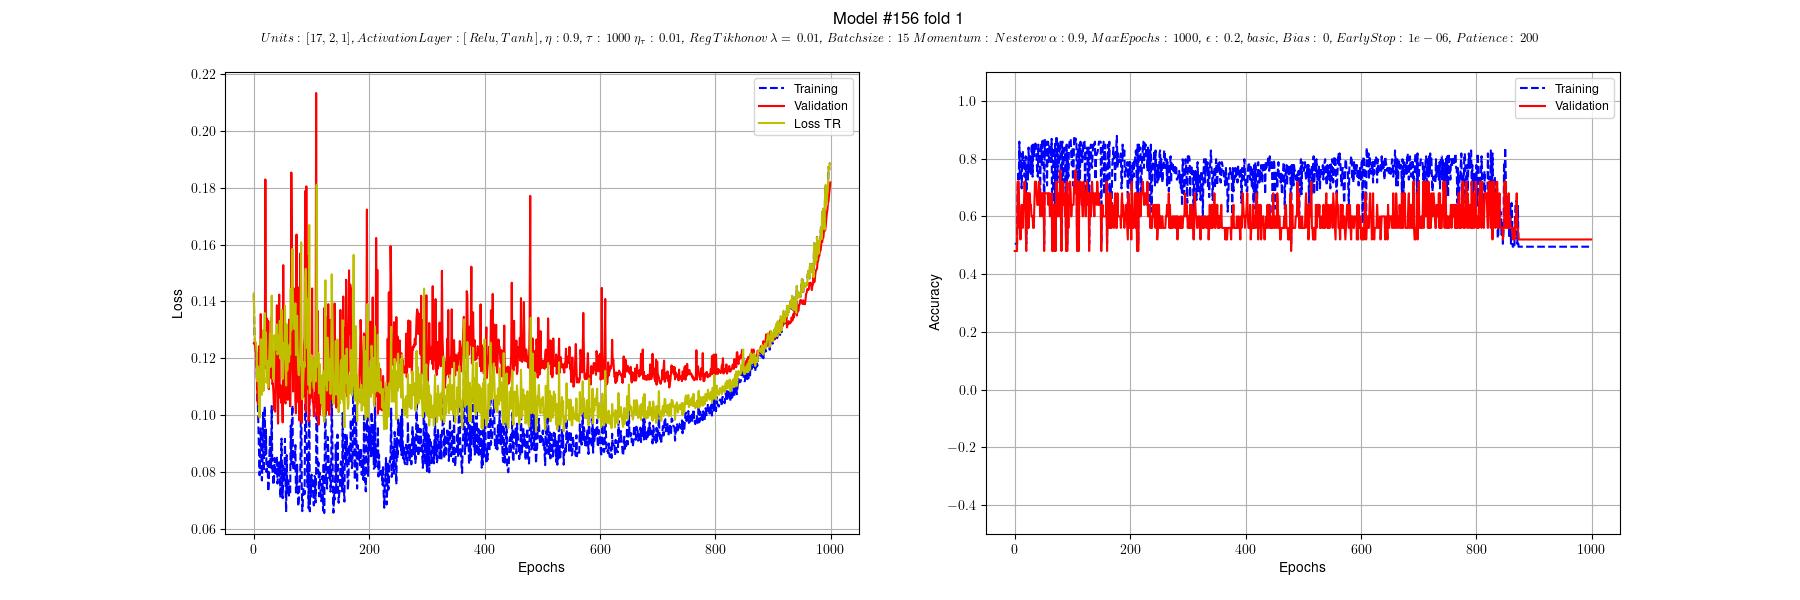 Model #156 fold 1
Units : [17, 2, 1], ActivationLayer : [ Relu, Tanh ], η : 0.9, τ : 1000 η_τ : 0.01, Reg Tikhonov λ = 0.01, Batchsize : 15 Momentum : Nesterov α : 0.9, MaxEpochs : 1000, ϵ : 0.2, basic, Bias : 0, EarlyStop : 1e − 06, Patience : 200
0.22
0.20
0.18
0.16
0.14
0.12
0.10
0.08
0.06
Loss
Training
Validation
Loss TR
0 200 400 600 800 1000
Epochs
1.0
0.8
0.6
0.4
0.2
0.0
−0.2
−0.4
Accuracy
Training
Validation
0 200 400 600 800 1000
Epochs